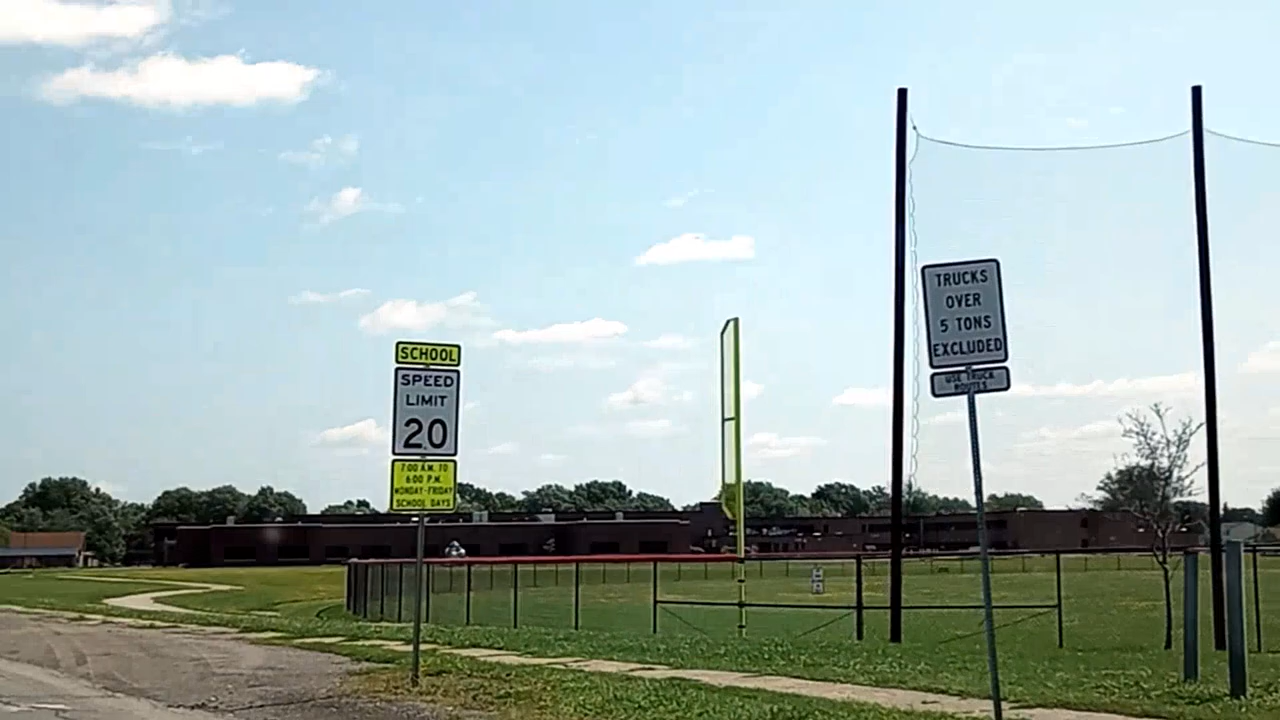 SCHOOL
SPEED
LIMIT
20
7:00 A.M. TO
6:00 P.M.
MONDAY-FRIDAY
SCHOOL DAYS
TRUCKS
OVER
5 TONS
EXCLUDED
USE TRUCK
ROUTES